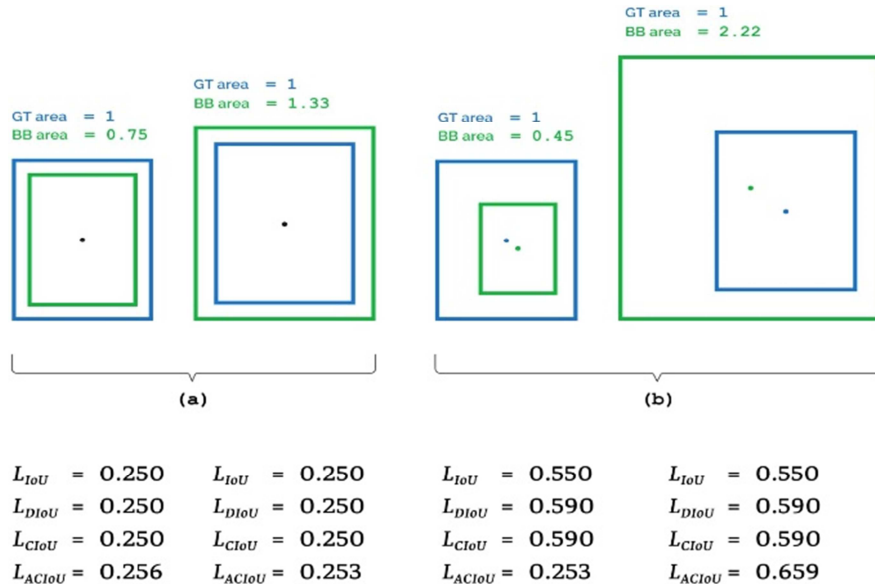 GT area = 1
BB area = 0.75
GT area = 1
BB area = 1.33
GT area = 1
BB area = 0.45
GT area = 1
BB area = 2.22
(a)
(b)
L_IoU = 0.250 L_IoU = 0.250 L_IoU = 0.550 L_IoU = 0.550
L_DIoU = 0.250 L_DIoU = 0.250 L_DIoU = 0.590 L_DIoU = 0.590
L_CIoU = 0.250 L_CIoU = 0.250 L_CIoU = 0.590 L_CIoU = 0.590
L_ACIoU = 0.256 L_ACIoU = 0.253 L_ACIoU = 0.253 L_ACIoU = 0.659